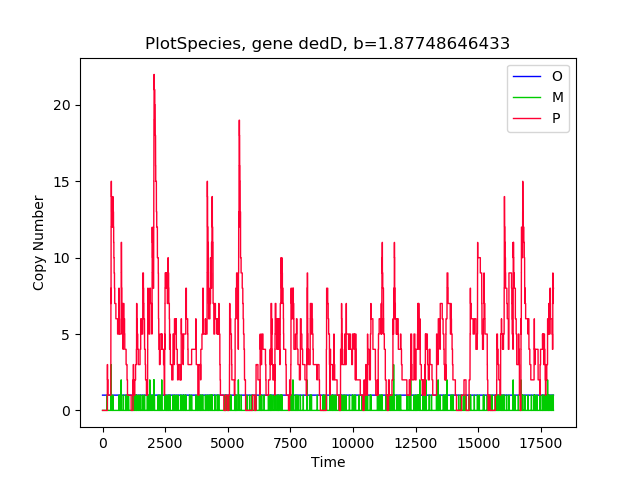 PlotSpecies, gene dedD, b=1.87748646433
O
M
P
20
15
10
5
0
Copy Number
0 2500 5000 7500 10000 12500 15000 17500
Time